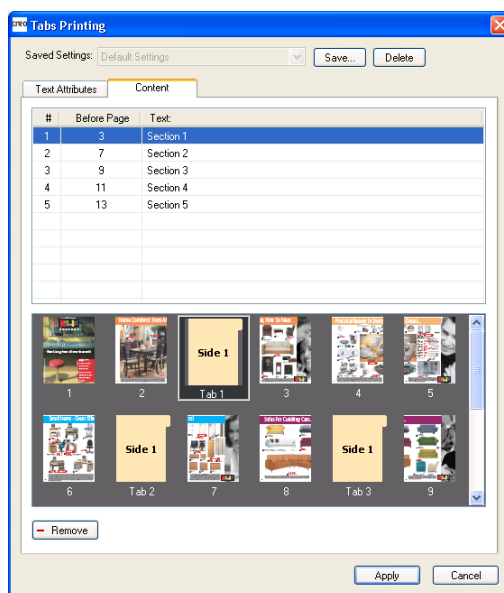 creo Tabs Printing
Saved Settings: Default Settings Save... Delete
Text Attributes Content
# Before Page Text:
1 3 Section 1
2 7 Section 2
3 9 Section 3
4 11 Section 4
5 13 Section 5
Side 1
1 2 Tab 1 3 4 5
Side 1 Side 1
6 Tab 2 7 8 Tab 3 9
Remove
Apply Cancel